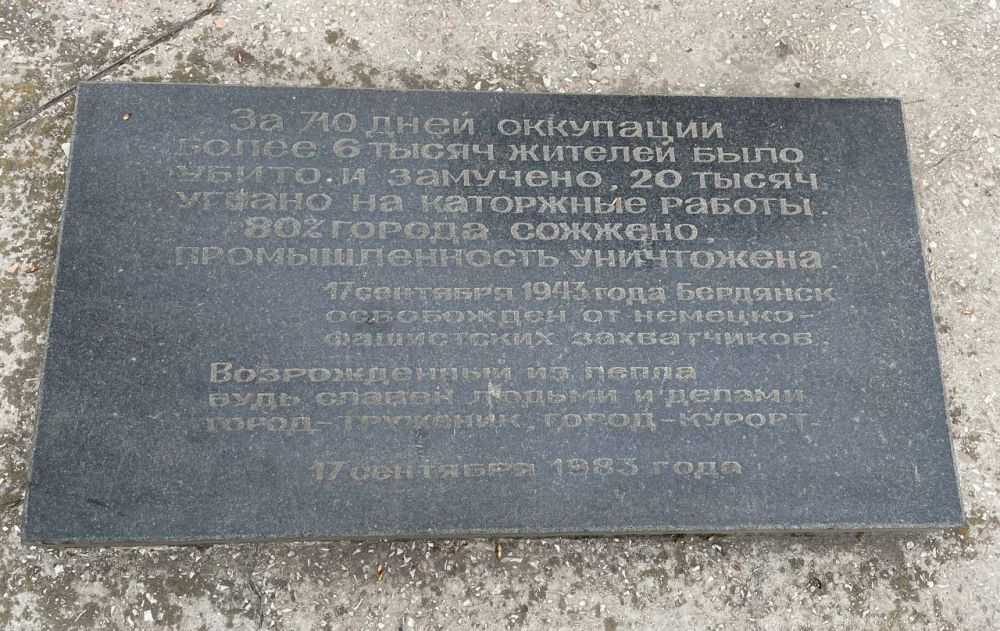 За 710 дней оккупации
более 6 тысяч жителей было
убито и замучено, 20 тысяч
угнано на каторжные работы.
80% города сожжено,
промышленность уничтожена.
17 сентября 1943 года Бердянск
освобожден от немецко-
фашистских захватчиков.
Возрожденный из пепла
будь славен людьми и делами,
город-труженик, город-курорт.
17 сентября 1983 года